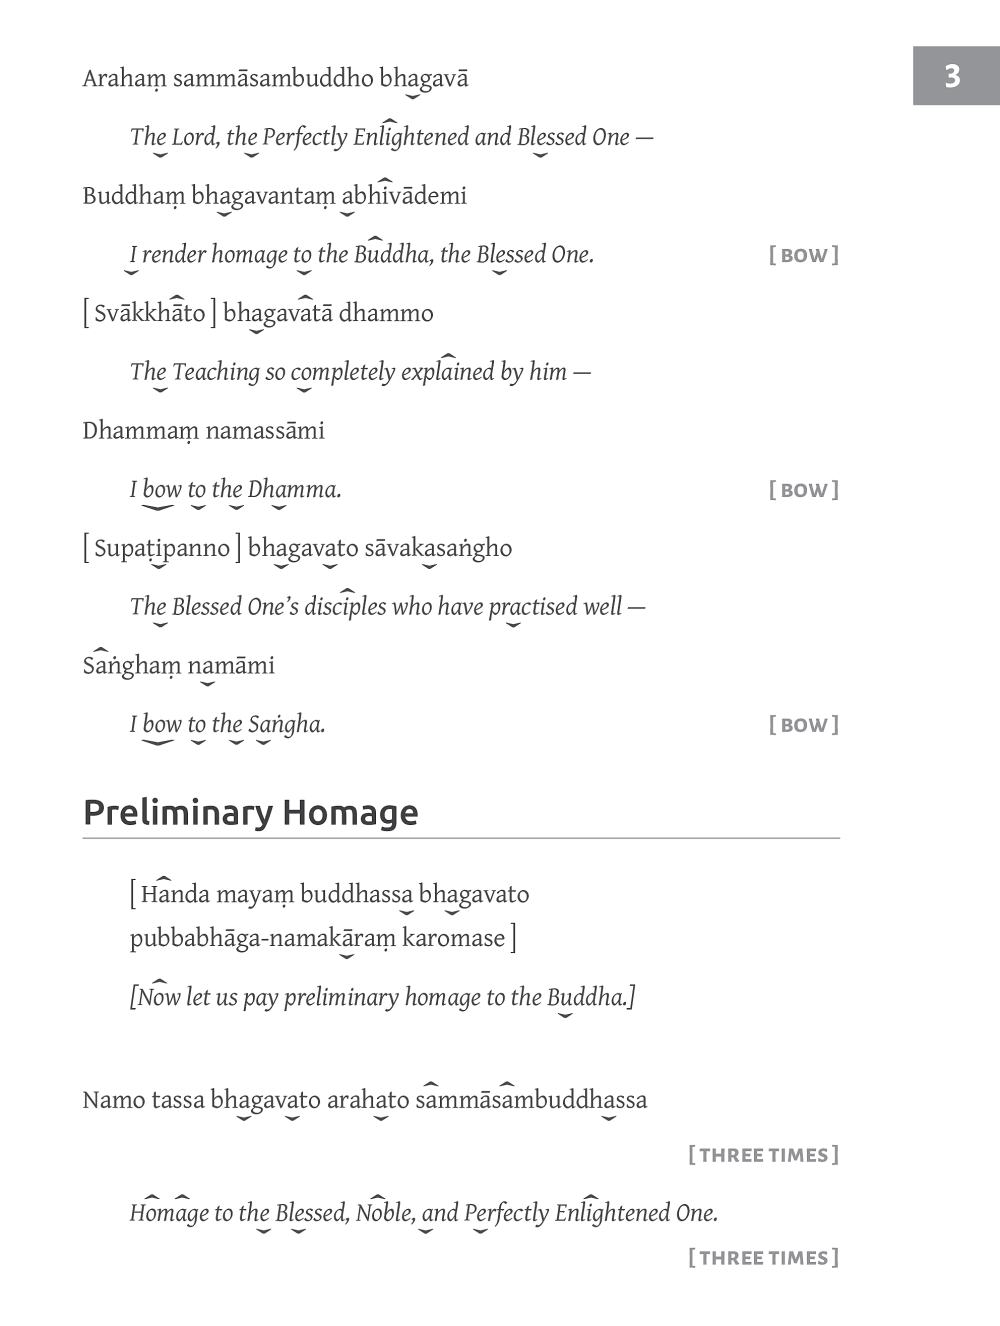 3
Arahaṃ sammāsambuddho bhagavā
The Lord, the Perfectly Enlightened and Blessed One —
Buddhaṃ bhagavantaṃ abhivādemi
I render homage to the Buddha, the Blessed One. [ BOW ]
[ Svākkhāto ] bhagavatā dhammo
The Teaching so completely explained by him —
Dhammaṃ namassāmi
I bow to the Dhamma. [ BOW ]
[ Supaṭipanno ] bhagavato sāvakasaṅgho
The Blessed One’s disciples who have practised well —
Saṅghaṃ namāmi
I bow to the Saṅgha. [ BOW ]
Preliminary Homage
[ Handa mayaṃ buddhassa bhagavato
pubbabhāga-namakāraṃ karomase ]
[Now let us pay preliminary homage to the Buddha.]
Namo tassa bhagavato arahato sammāsambuddhassa
[ THREE TIMES ]
Homage to the Blessed, Noble, and Perfectly Enlightened One.
[ THREE TIMES ]